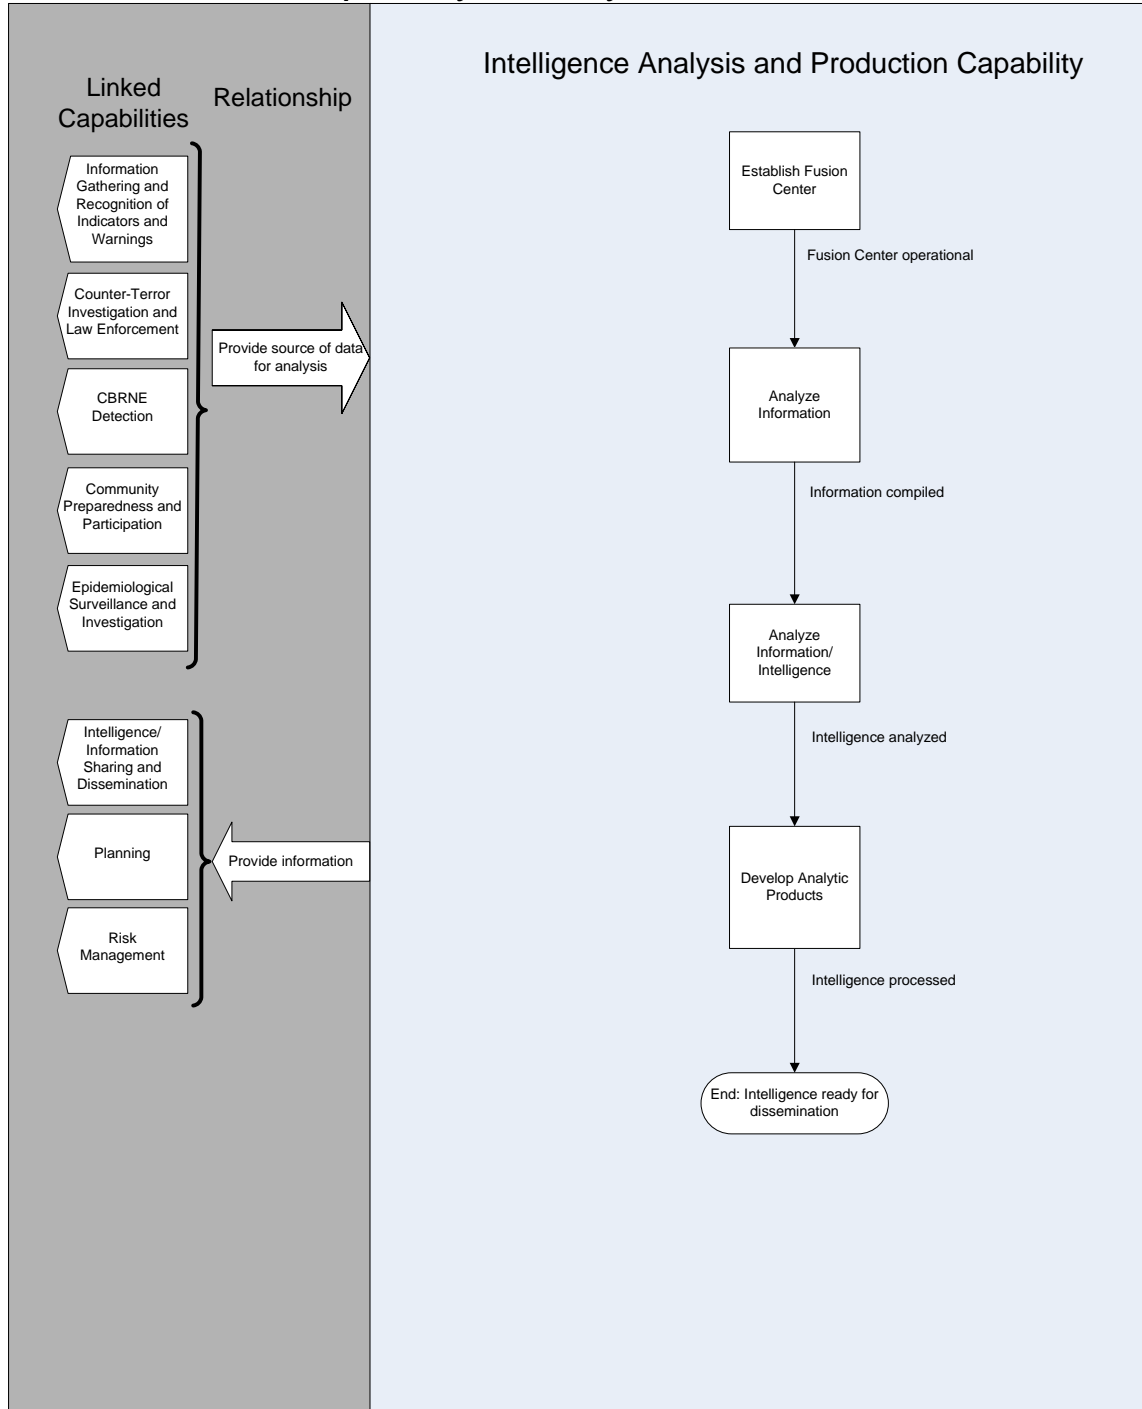 Intelligence Analysis and Production Capability
Linked
Capabilities
Relationship
Information
Gathering and
Recognition of
Indicators and
Warnings
Counter-Terror
Investigation and
Law Enforcement
CBRNE
Detection
Community
Preparedness and
Participation
Epidemiological
Surveillance and
Investigation
Provide source of data
for analysis
Intelligence/
Information
Sharing and
Dissemination
Planning
Risk
Management
Provide information
Establish Fusion
Center
Fusion Center operational
Analyze
Information
Information compiled
Analyze
Information/
Intelligence
Intelligence analyzed
Develop Analytic
Products
Intelligence processed
End: Intelligence ready for
dissemination